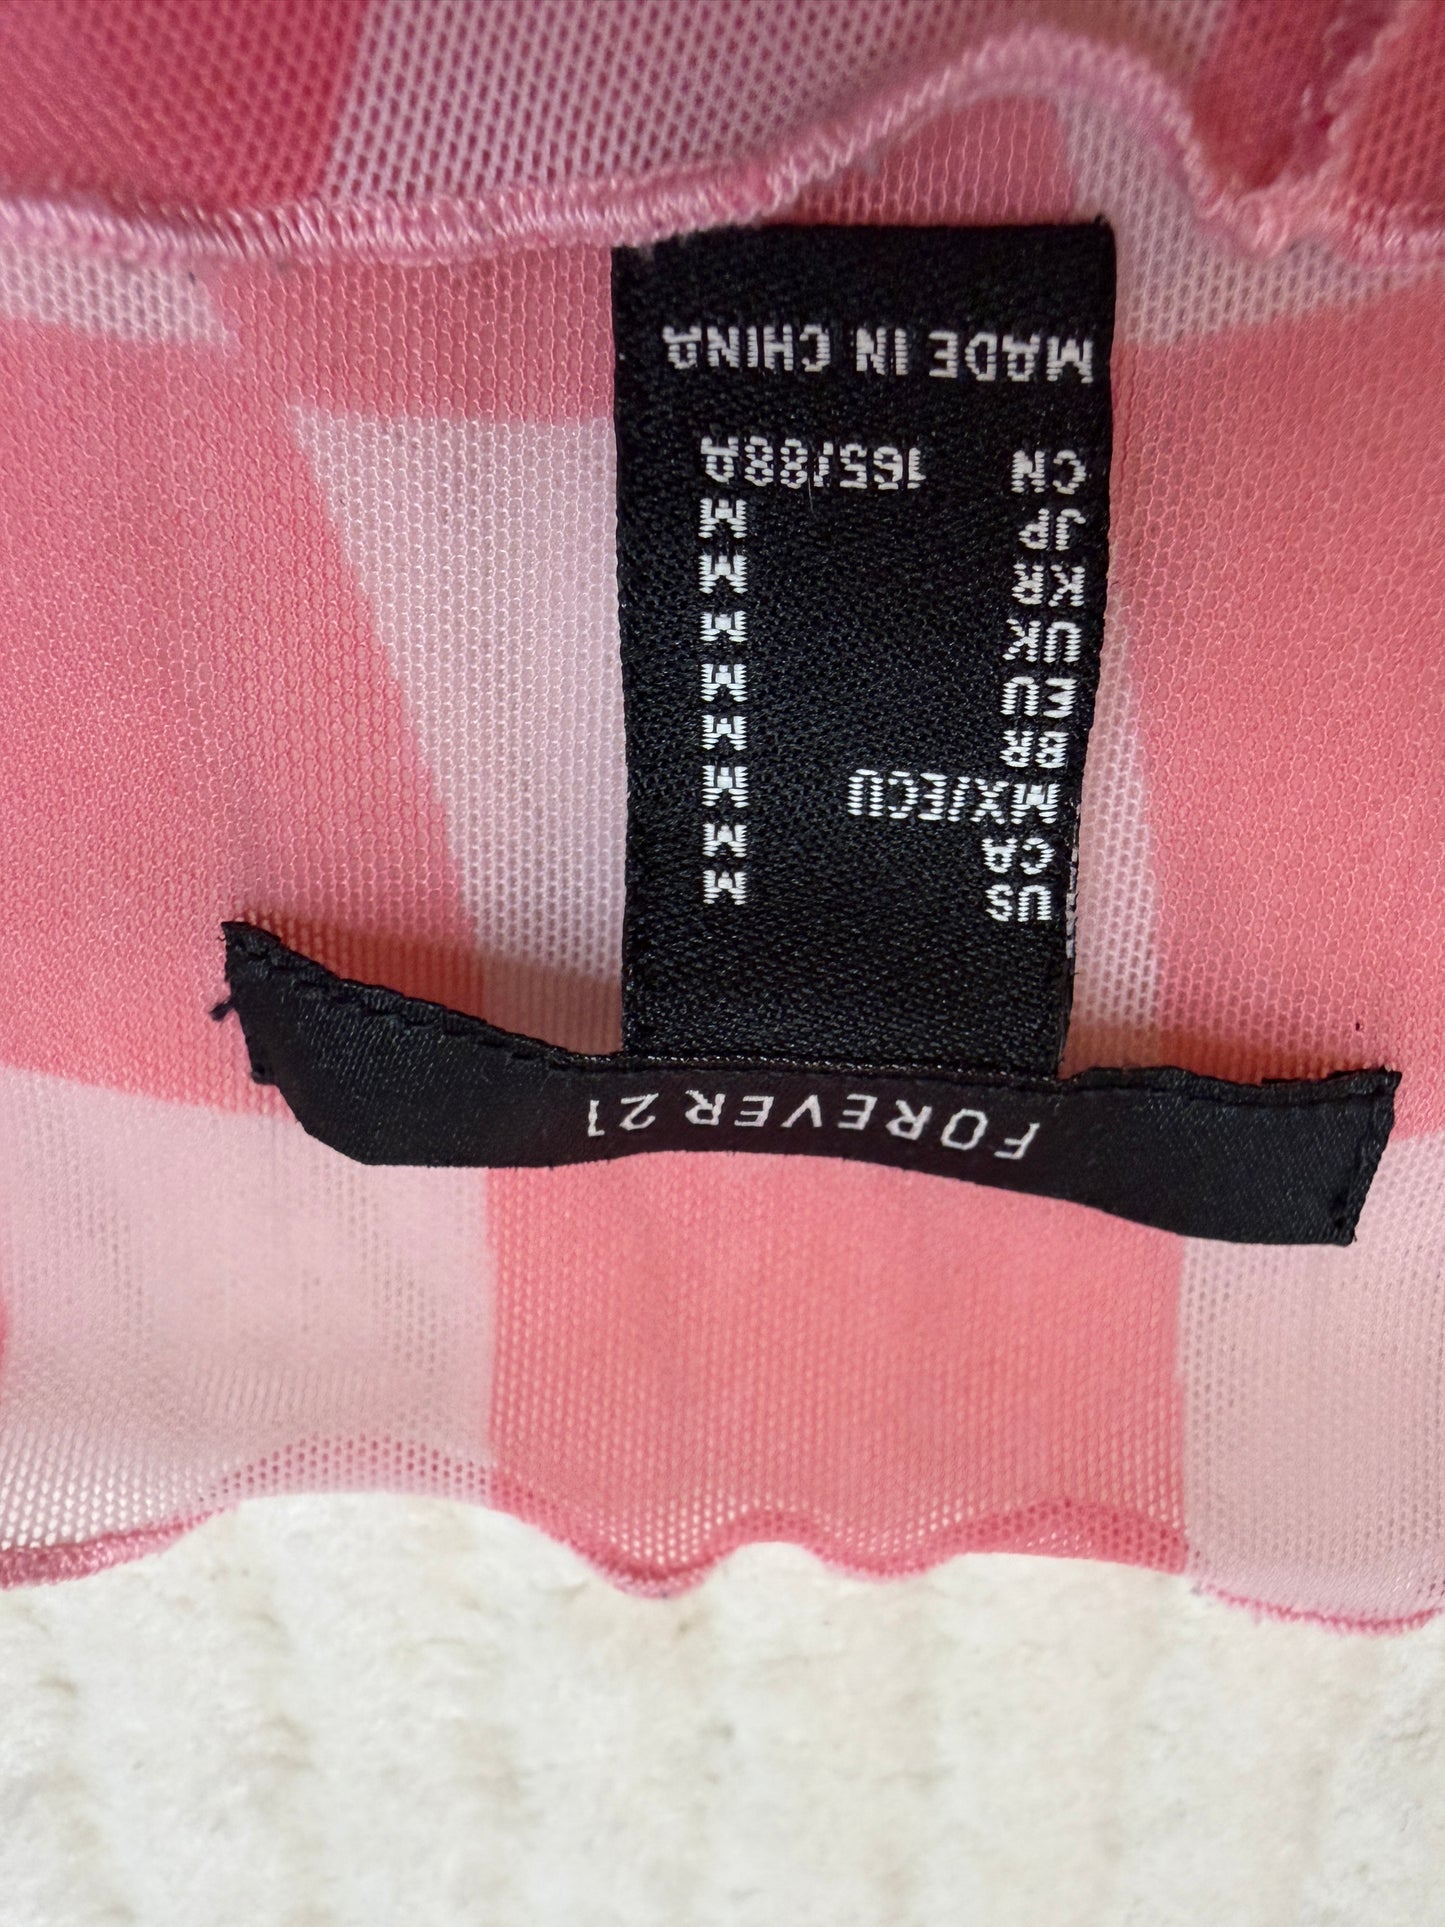 FOREVER 21
US M
CA M
MX/ECU M
BR M
EU M
UK M
KR M
JP M
CN 165/88A
MADE IN CHINA